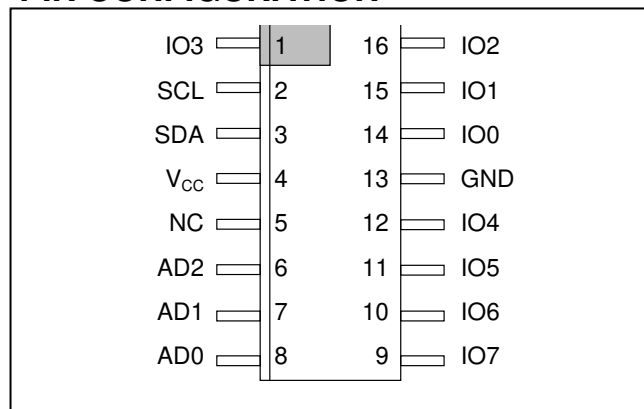 IO3 1 16 IO2
SCL 2 15 IO1
SDA 3 14 IO0
VCC 4 13 GND
NC 5 12 IO4
AD2 6 11 IO5
AD1 7 10 IO6
AD0 8 9 IO7